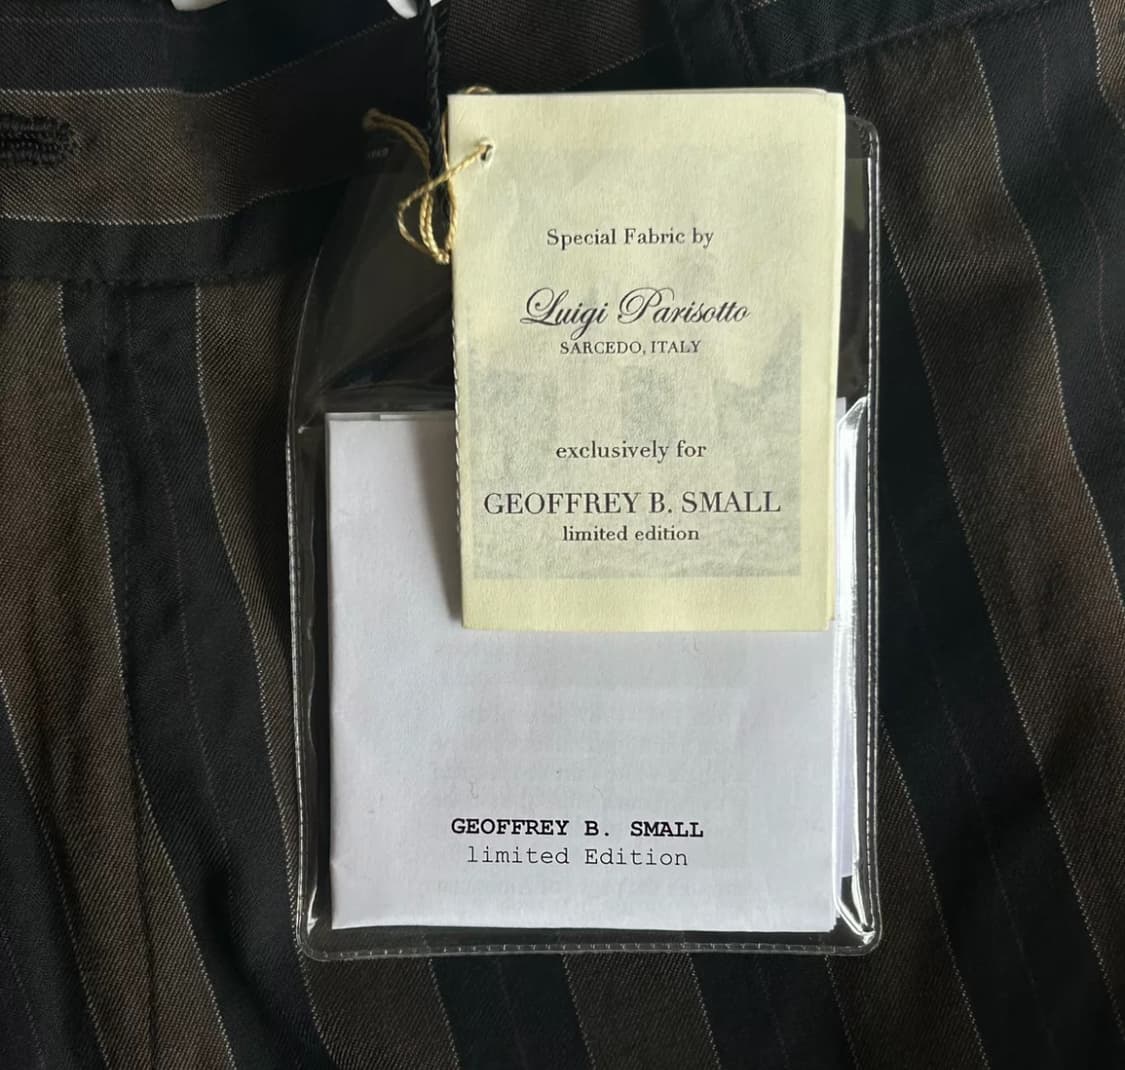 Special Fabric by
Luigi Parisotto
SARCEDO, ITALY
exclusively for
GEOFFREY B. SMALL
limited edition
GEOFFREY B. SMALL
limited Edition